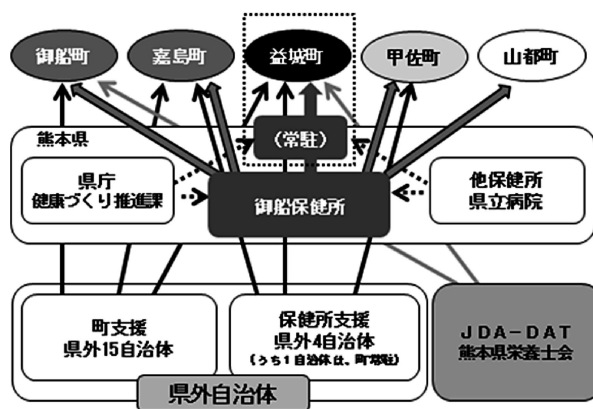 御船町
嘉島町
益城町
甲佐町
山都町
熊本県
(常駐)
県庁
健康づくり推進課
御船保健所
他保健所
県立病院
町支援
県外15自治体
保健所支援
県外4自治体
(うち1自治体は、町常駐)
県外自治体
JDA-DAT
熊本県栄養士会